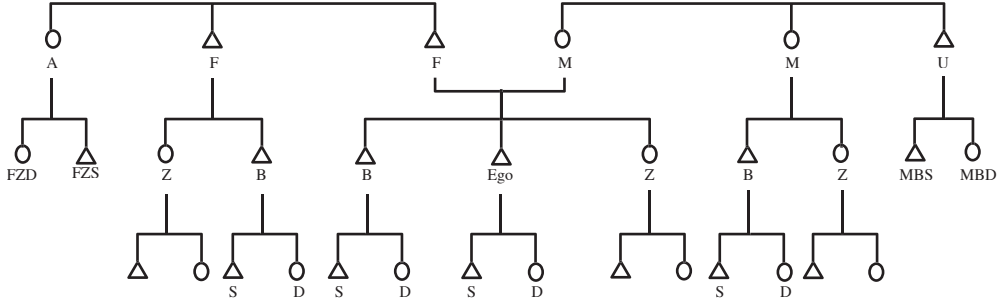 A F F M M U
FZD FZS Z B B Ego Z B Z MBS MBD
S D S D S D S D